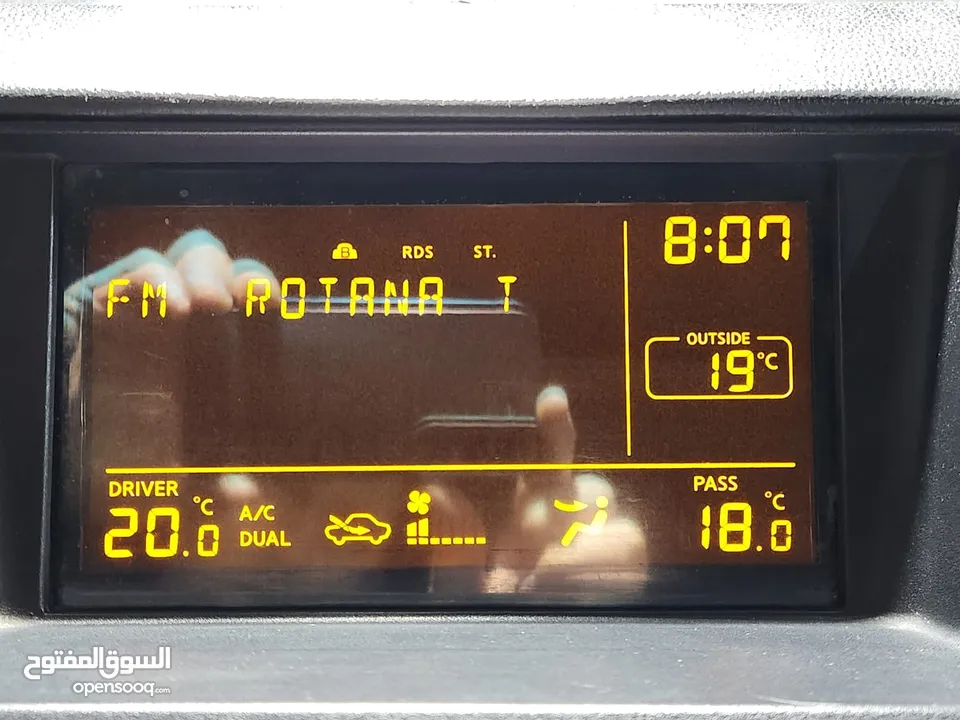 RDS ST.
FM ROTANA T
8:07
OUTSIDE
19°C
DRIVER
20.0 °C
A/C
DUAL
PASS
18.0 °C
السوق المفتوح
opensooq.com